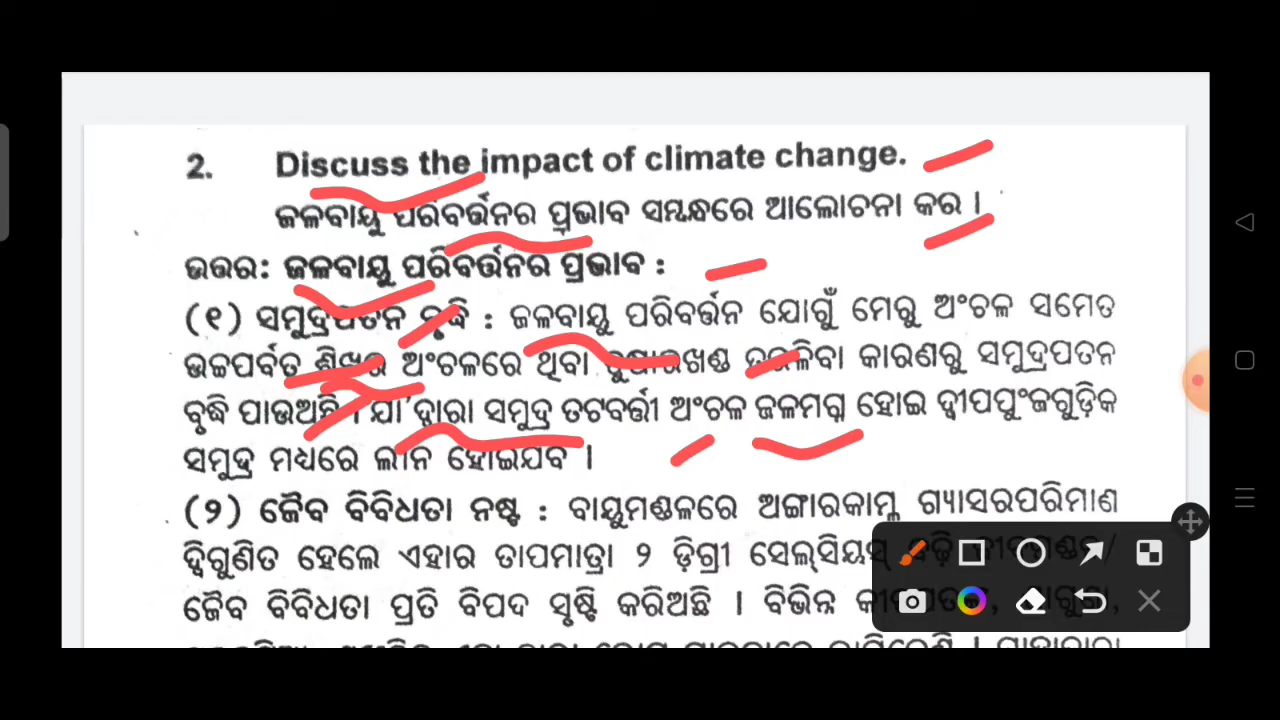 2. Discuss the impact of climate change.
ଜଳବାୟୁ ପରିବର୍ତ୍ତନର ପ୍ରଭାବ ସମ୍ବନ୍ଧରେ ଆଲୋଚନା କର ।
ଉତ୍ତର: ଜଳବାୟୁ ପରିବର୍ତ୍ତନର ପ୍ରଭାବ :
(୧) ସମୁଦ୍ରପତନ ବୃଦ୍ଧି : ଜଳବାୟୁ ପରିବର୍ତ୍ତନ ଯୋଗୁଁ ମେରୁ ଅଂଚଳ ସମେତ
ଉଚ୍ଚପର୍ବତ ଶିଖର ଅଂଚଳରେ ଥିବା ତୁଷାରଖଣ୍ଡ ତରଳିବା କାରଣରୁ ସମୁଦ୍ରପତନ
ବୃଦ୍ଧି ପାଉଅଛି । ଯା'ଦ୍ୱାରା ସମୁଦ୍ର ତଟବର୍ତ୍ତୀ ଅଂଚଳ ଜଳମଗ୍ନ ହୋଇ ଦ୍ୱୀପପୁଂଜଗୁଡ଼ିକ
ସମୁଦ୍ର ମଧ୍ୟରେ ଲୀନ ହୋଇଯିବ ।
(୨) ଜୈବ ବିବିଧତା ନଷ୍ଟ : ବାୟୁମଣ୍ଡଳରେ ଅଙ୍ଗାରକାମ୍ଳ ଗ୍ୟାସରପରିମାଣ
ଦ୍ୱିଗୁଣିତ ହେଲେ ଏହାର ତାପମାତ୍ରା ୨ ଡ଼ିଗ୍ରୀ ସେଲ୍‌ସିୟସ୍
ଜୈବ ବିବିଧତା ପ୍ରତି ବିପଦ ସୃଷ୍ଟି କରିଅଛି । ବିଭିନ୍ନ